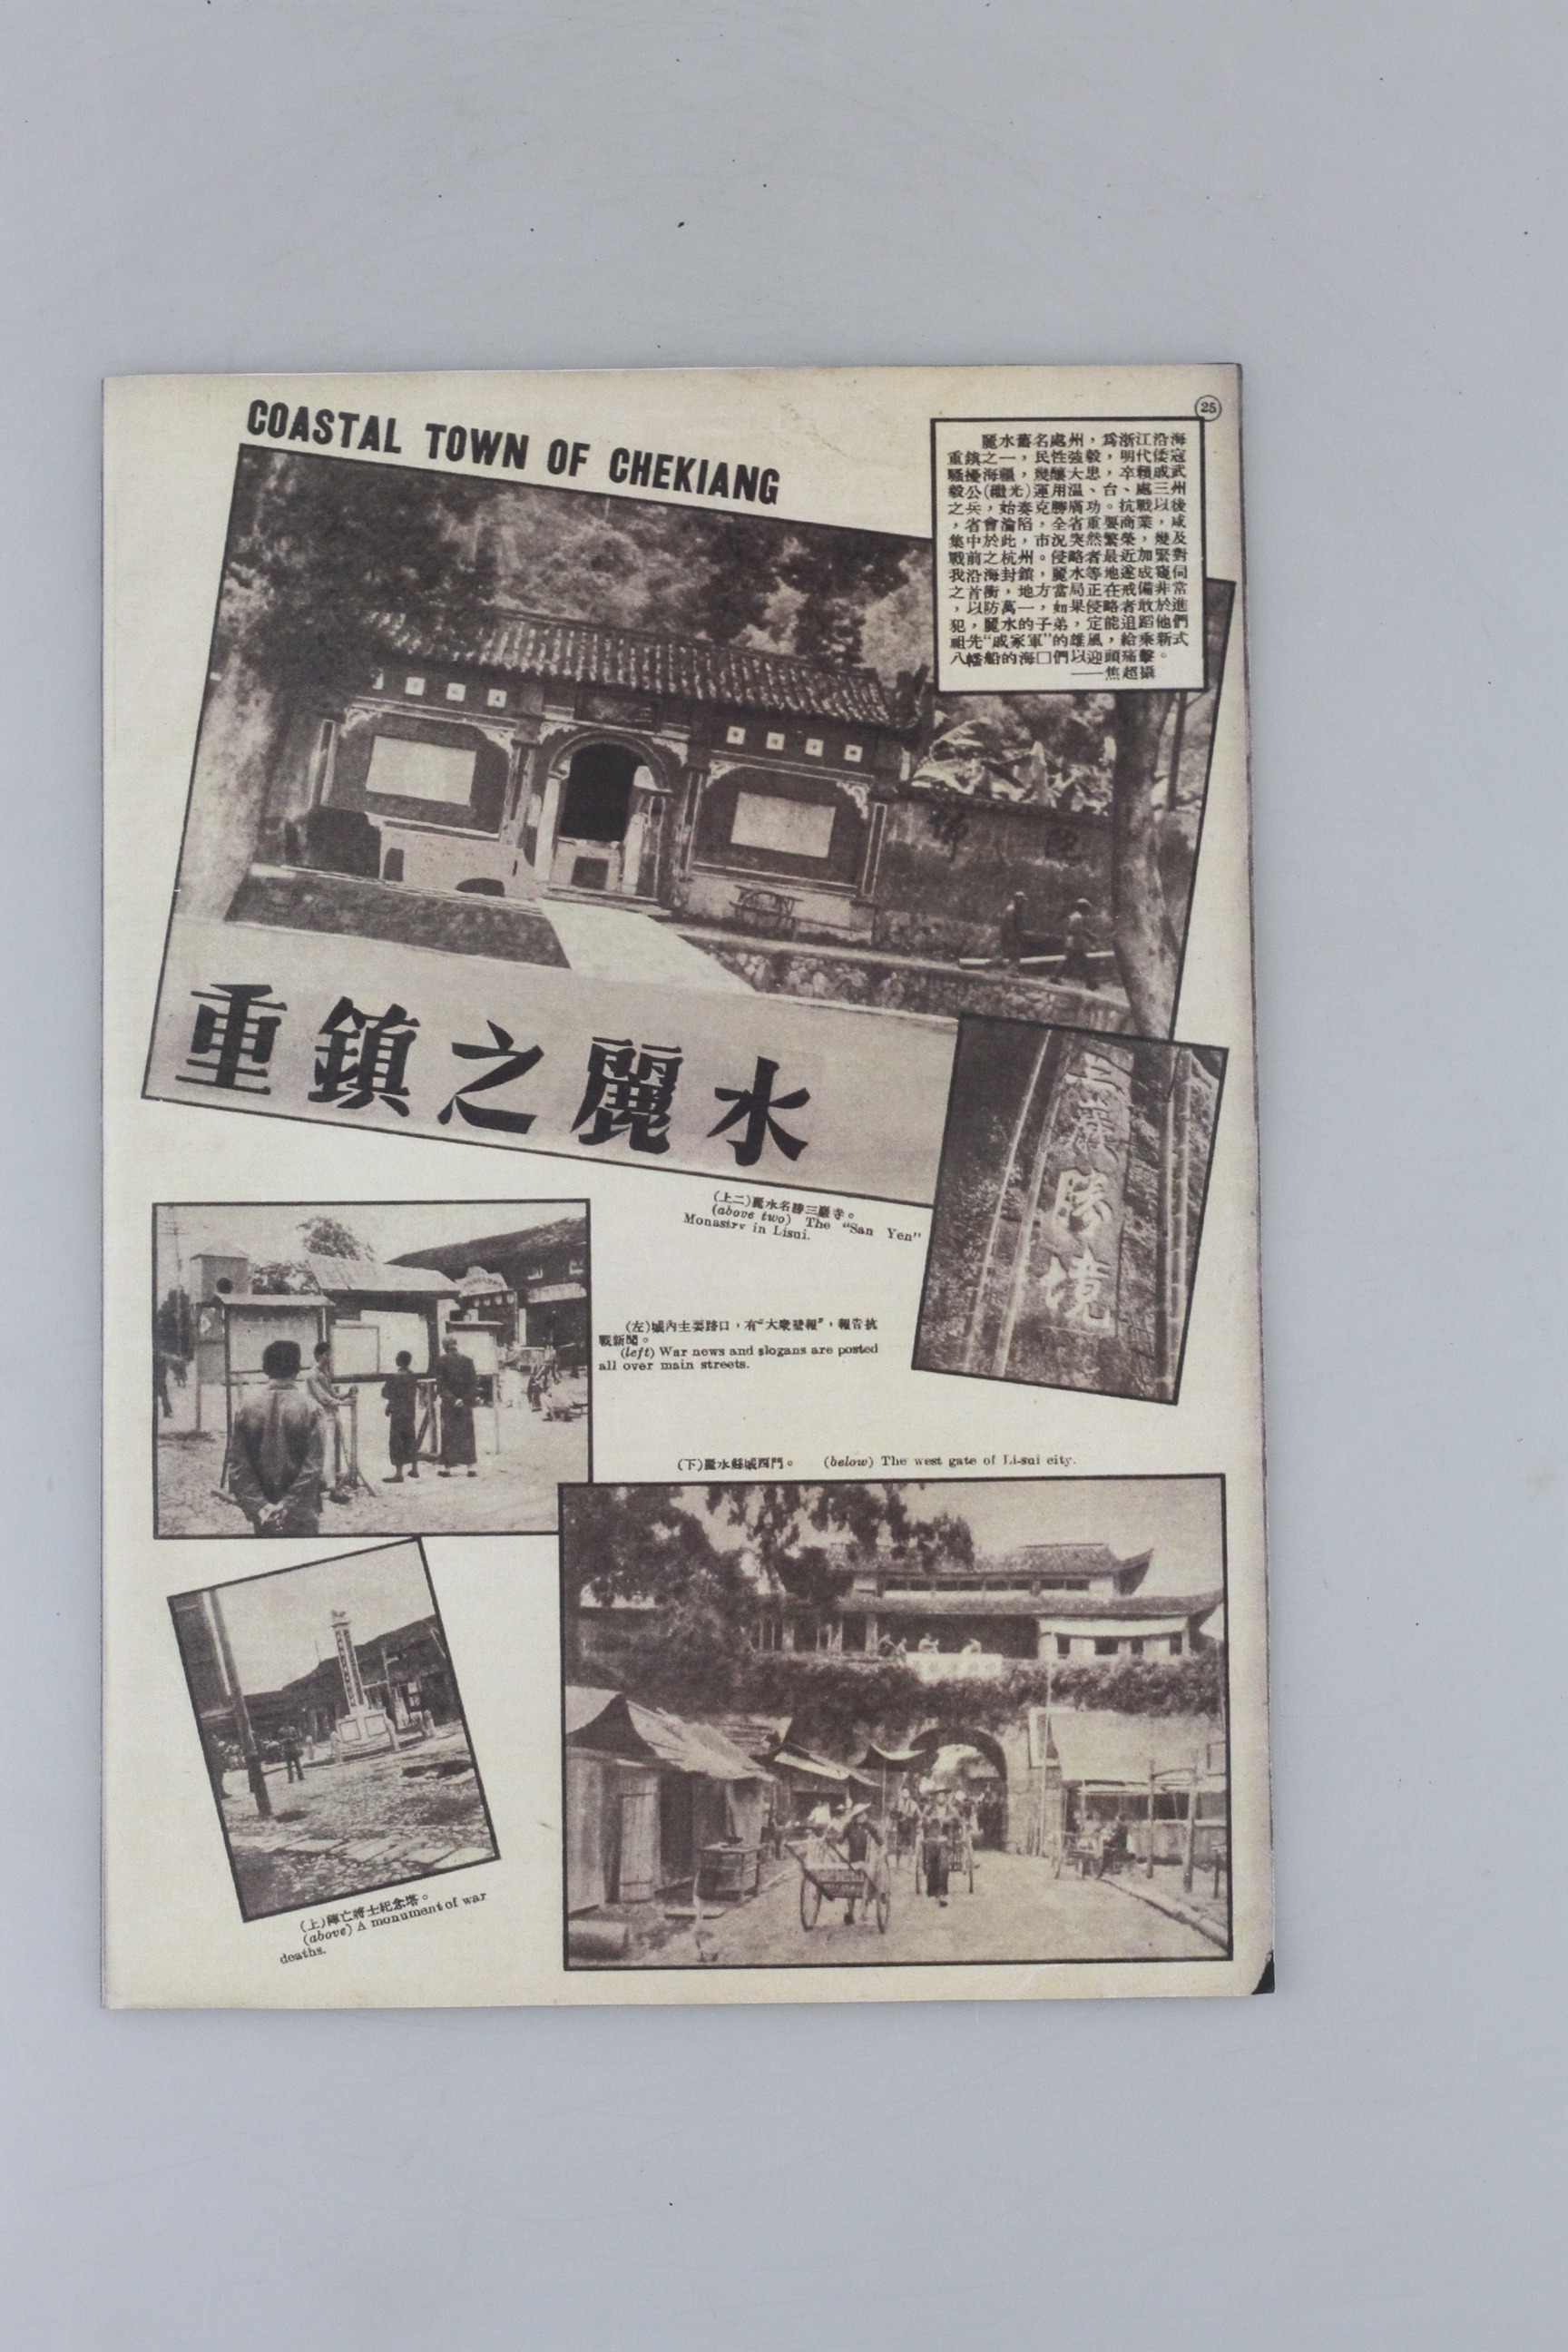 25
COASTAL TOWN OF CHEKIANG
麗水舊名處州，爲浙江沿海
重鎮之一，民性強毅，明代倭寇
騷擾海疆，幾釀大患，卒賴戚武
毅公(繼光)運用溫、台、處三州
之兵，始奏克勝膚功。抗戰以後
，省會淪陷，全省重要商業，咸
集中於此，市況突然繁榮，幾及
戰前之杭州。侵略者最近加緊對
我沿海封鎖，麗水等地遂成窺伺
之首衝，地方當局正在戒備非常
，以防萬一，如果侵略者敢於進
犯，麗水的子弟，定能追蹈他們
祖先“戚家軍”的雄風，給乘新式
八幡船的海囗們以迎頭痛擊。
——焦超攝
重鎮之麗水
三巖勝境
(上二)麗水名勝三巖寺。
(above two) The “San Yen”
Monastry in Lisui.
(左)城內主要路口，有“大衆壁報”，報告抗
戰新聞。
(left) War news and slogans are posted
all over main streets.
(下)麗水縣城西門。 (below) The west gate of Li-sui city.
(上)陣亡將士紀念塔。
(above) A monument of war
deaths.